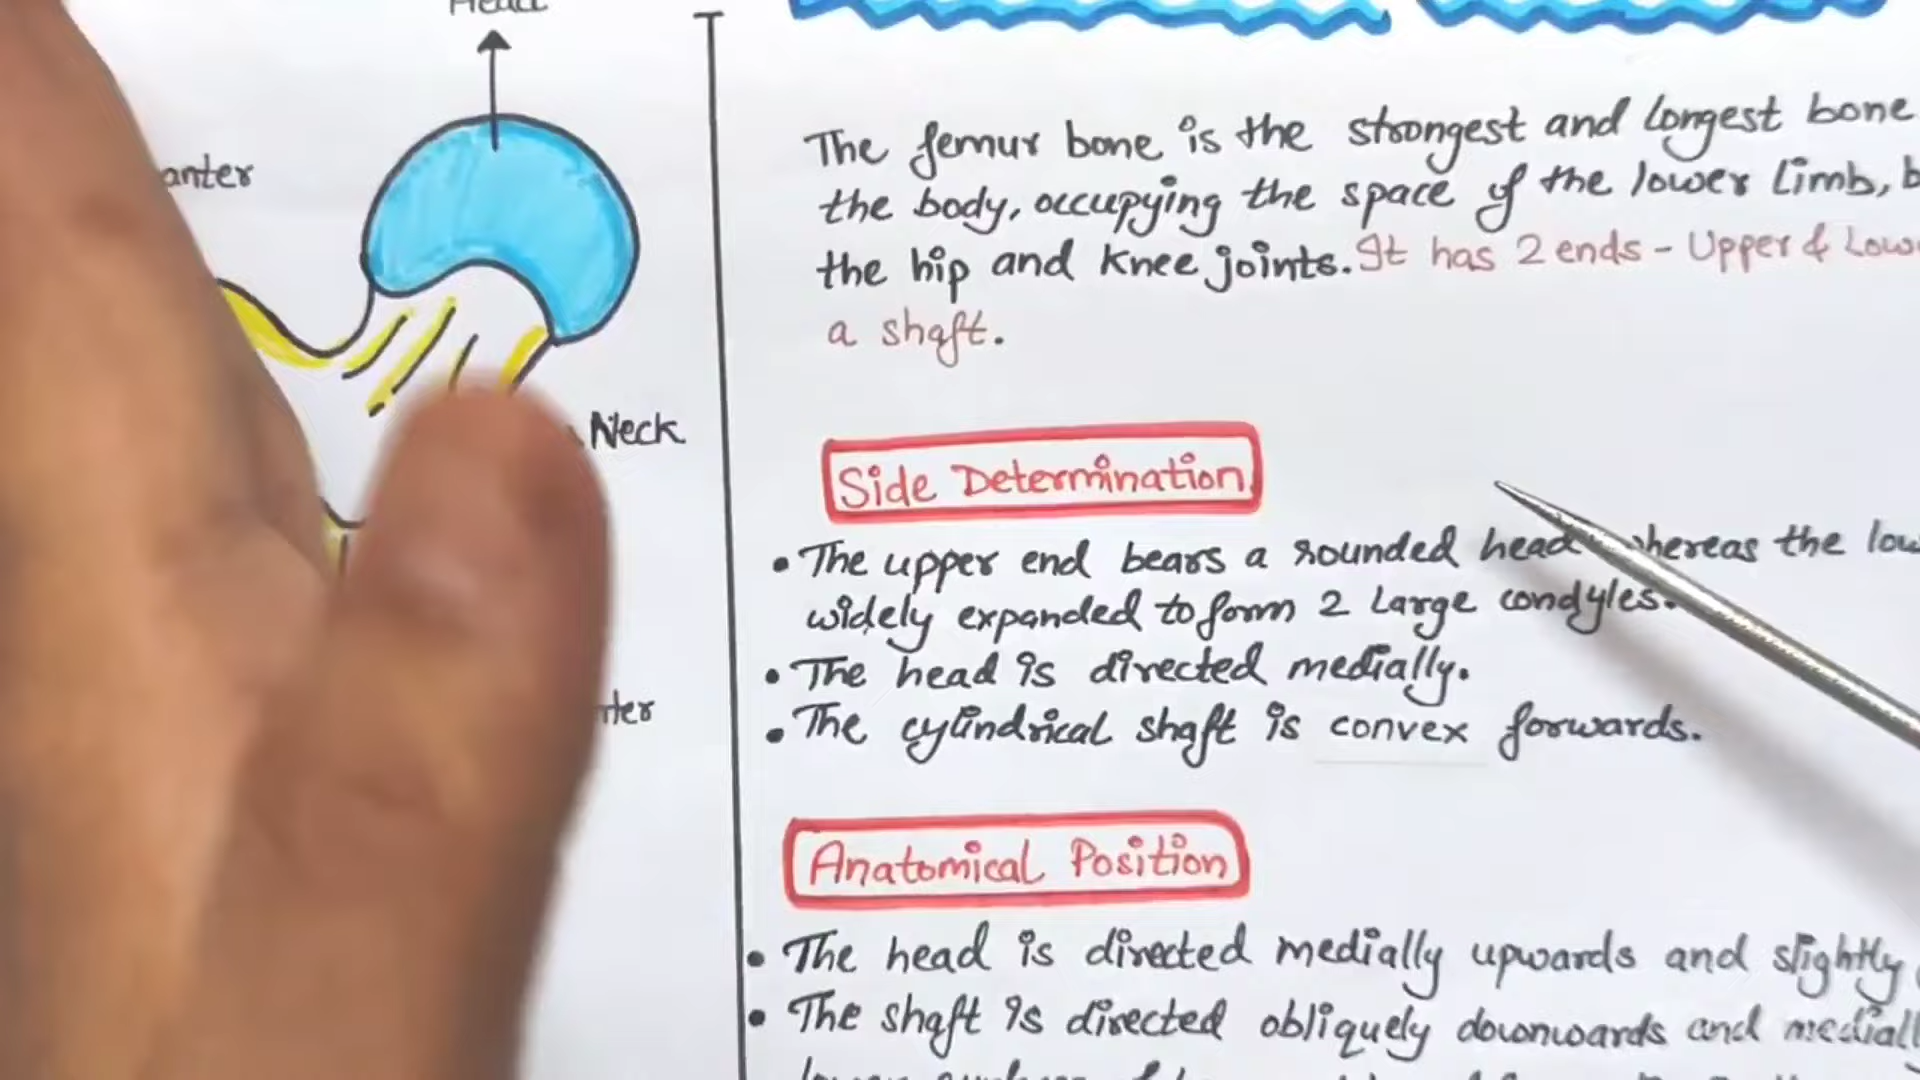 Head
anter
Neck
nter
The femur bone is the strongest and longest bone
the body, occupying the space of the lower limb, b
the hip and knee joints. It has 2 ends - Upper & Low
a shaft.
Side Determination
• The upper end bears a rounded head whereas the low
widely expanded to form 2 large condyles.
• The head is directed medially.
• The cylindrical shaft is convex forwards.
Anatomical Position
• The head is directed medially upwards and slightly
• The shaft is directed obliquely downwards and mediall